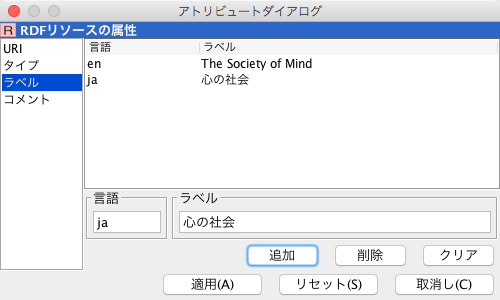 アトリビュートダイアログ
R RDFリソースの属性
URI
タイプ
ラベル
コメント
言語 ラベル
en The Society of Mind
ja 心の社会
言語 ラベル
ja 心の社会
追加 削除 クリア
適用(A) リセット(S) 取消し(C)